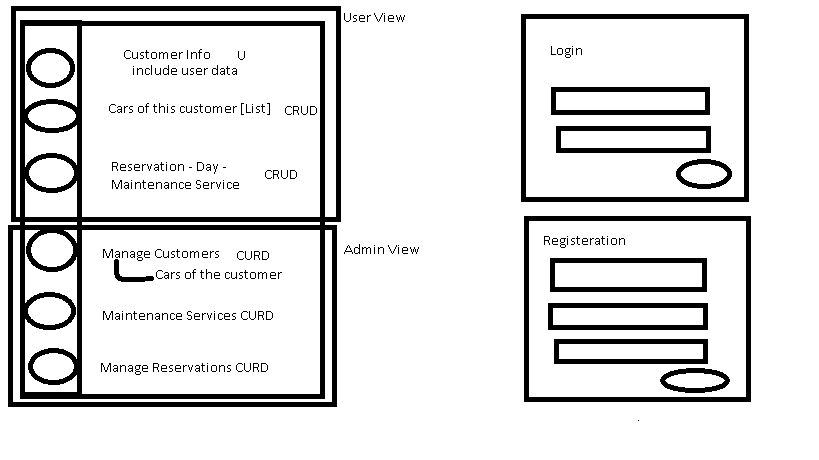 User View
Customer Info U
include user data
Cars of this customer [List] CRUD
Reservation - Day -
Maintenance Service CRUD
Admin View
Manage Customers CURD
Cars of the customer
Maintenance Services CURD
Manage Reservations CURD
Login
Registeration